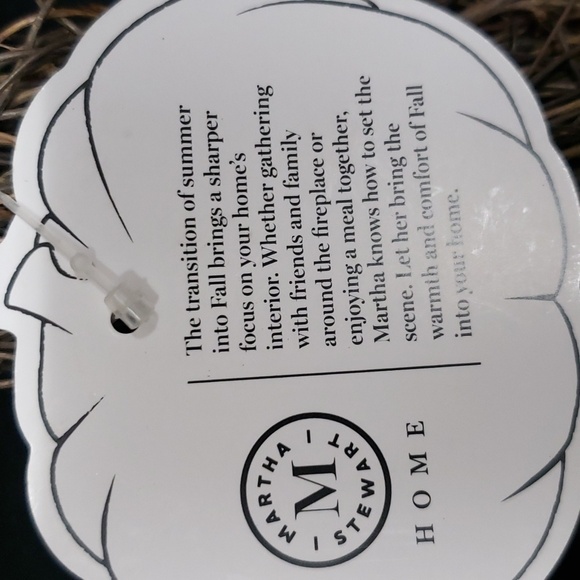 MARTHA
— M —
STEWART
HOME
The transition of summer
into Fall brings a sharper
focus on your home's
interior. Whether gathering
with friends and family
around the fireplace or
enjoying a meal together,
Martha knows how to set the
scene. Let her bring the
warmth and comfort of Fall
into your home.